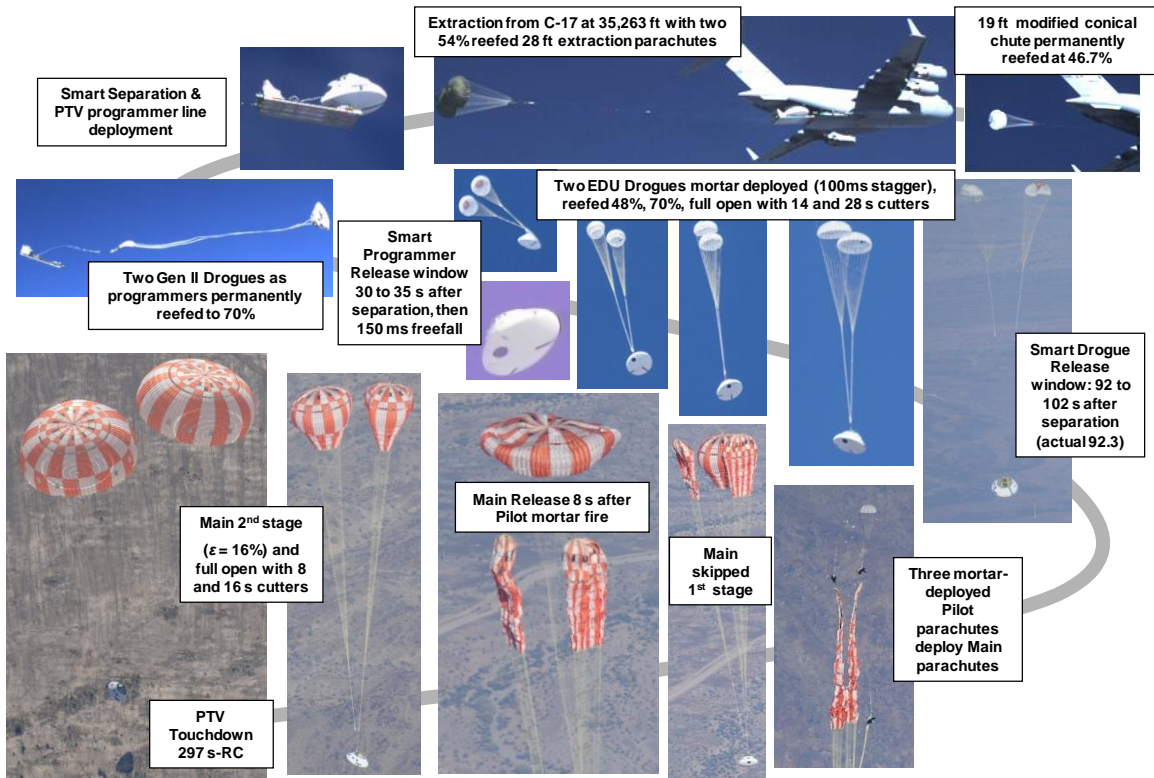 Extraction from C-17 at 35,263 ft with two
54% reefed 28 ft extraction parachutes
19 ft modified conical
chute permanently
reefed at 46.7%
Smart Separation &
PTV programmer line
deployment
Two EDU Drogues mortar deployed (100ms stagger),
reefed 48%, 70%, full open with 14 and 28 s cutters
Two Gen II Drogues as
programmers permanently
reefed to 70%
Smart
Programmer
Release window
30 to 35 s after
separation, then
150 ms freefall
Smart Drogue
Release
window: 92 to
102 s after
separation
(actual 92.3)
Main 2nd stage
(ε = 16%) and
full open with 8
and 16 s cutters
Main Release 8 s after
Pilot mortar fire
Main
skipped
1st stage
Three mortar-
deployed
Pilot
parachutes
deploy Main
parachutes
PTV
Touchdown
297 s-RC